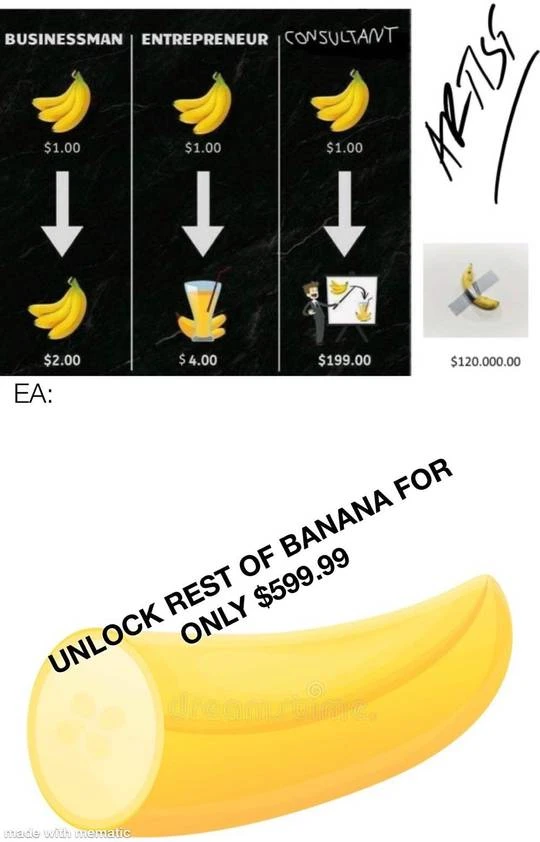 BUSINESSMAN
ENTREPRENEUR
CONSULTANT
ARTIST
$1.00
$1.00
$1.00
$2.00
$4.00
$199.00
$120.000.00
EA:
UNLOCK REST OF BANANA FOR
ONLY $599.99
dreamstime.
made with mematic